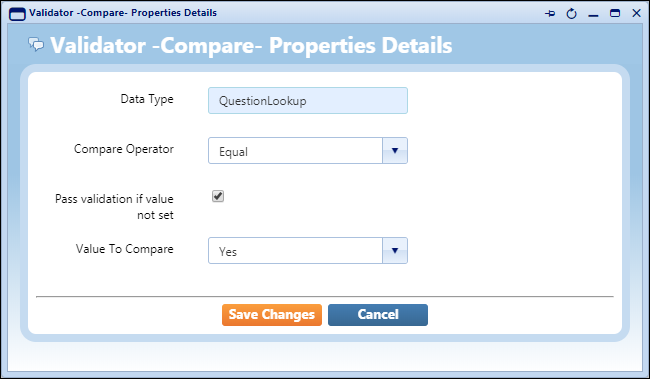 Validator -Compare- Properties Details
Validator -Compare- Properties Details
Data Type QuestionLookup
Compare Operator Equal
Pass validation if value
not set
Value To Compare Yes
Save Changes Cancel